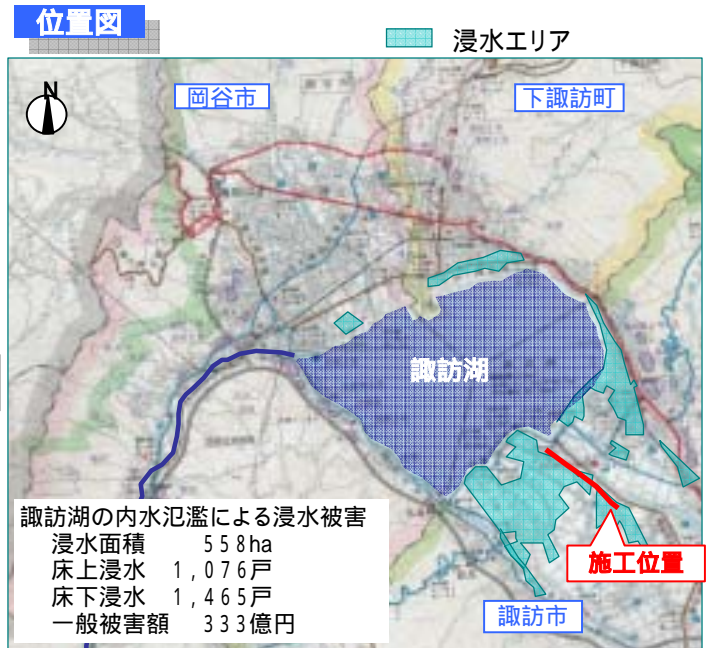 位置図
浸水エリア
N
岡谷市
下諏訪町
諏訪湖
諏訪湖の内水氾濫による浸水被害
浸水面積　　５５８ha
床上浸水　１,０７６戸
床下浸水　１,４６５戸
一般被害額　３３３億円
施工位置
諏訪市